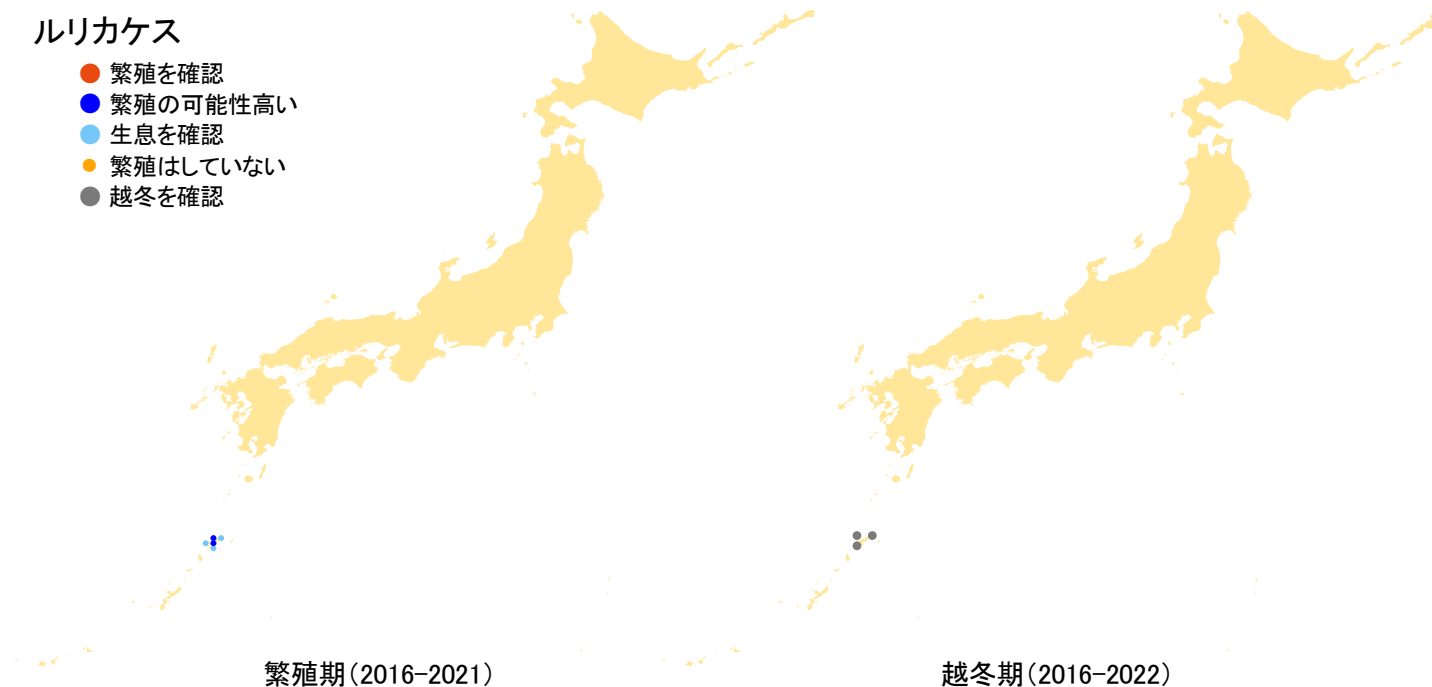 ルリカケス
繁殖を確認
繁殖の可能性高い
生息を確認
繁殖はしていない
越冬を確認
繁殖期(2016-2021)
越冬期(2016-2022)